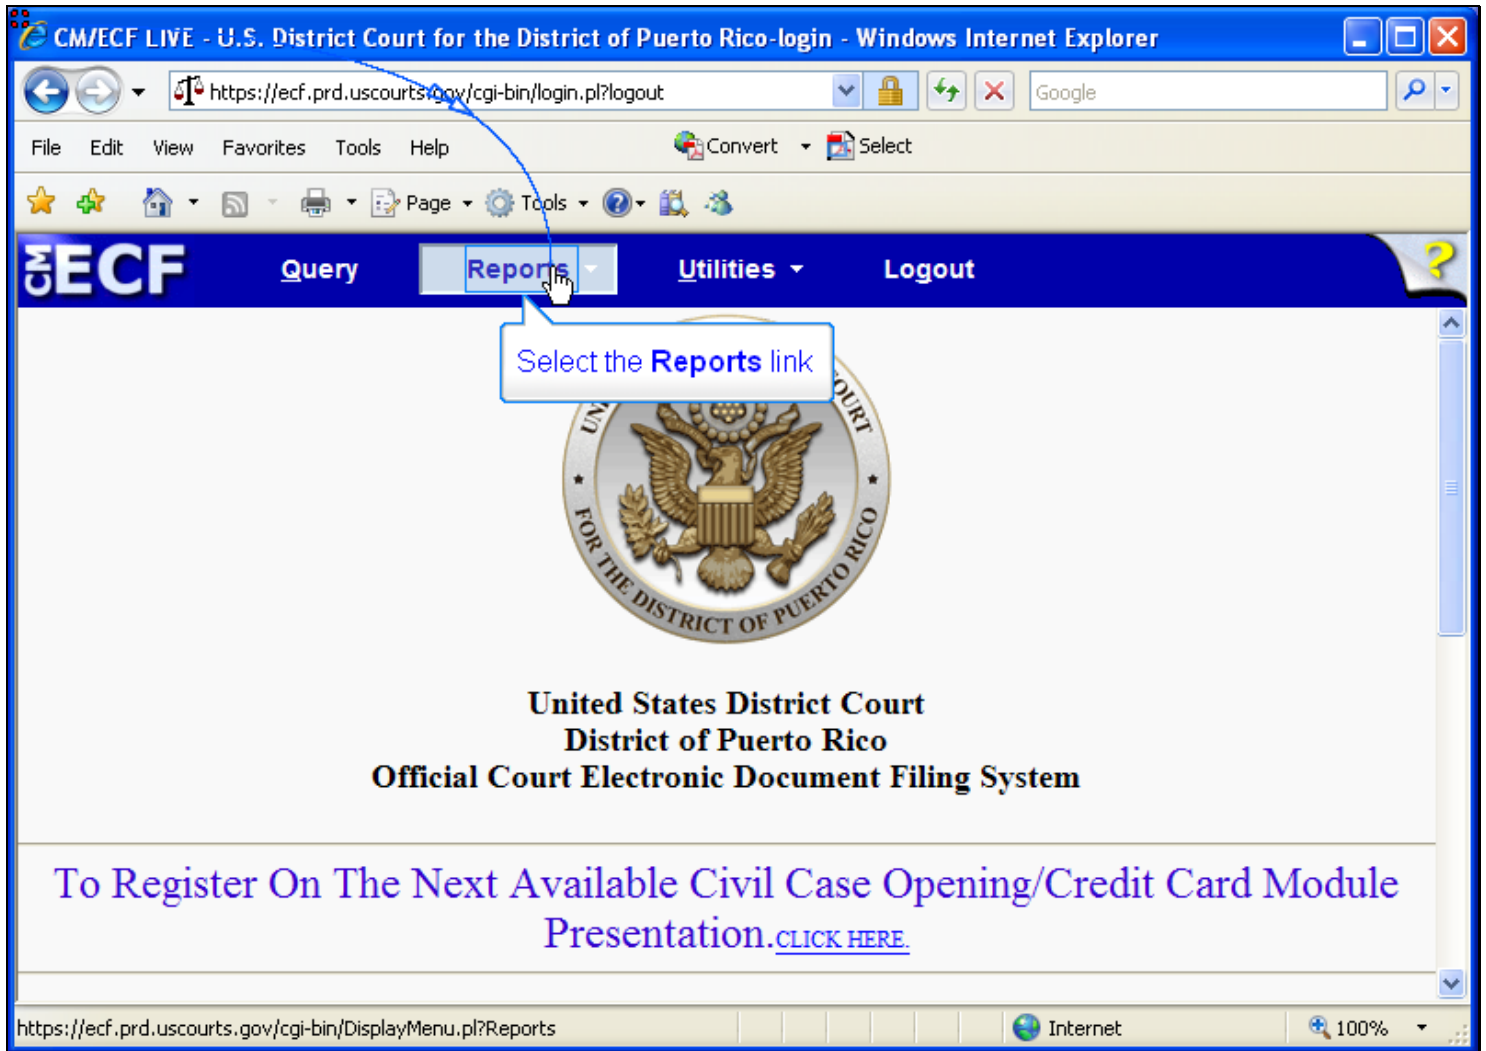 CM/ECF LIVE - U.S. District Court for the District of Puerto Rico-login - Windows Internet Explorer
https://ecf.prd.uscourts.gov/cgi-bin/login.pl?logout
Google
File Edit View Favorites Tools Help Convert Select
Page Tools
CM ECF Query Reports Utilities Logout ?
Select the Reports link
COURT
FOR THE DISTRICT OF PUERTO RICO
United States District Court
District of Puerto Rico
Official Court Electronic Document Filing System
To Register On The Next Available Civil Case Opening/Credit Card Module
Presentation.CLICK HERE.
https://ecf.prd.uscourts.gov/cgi-bin/DisplayMenu.pl?Reports Internet 100%